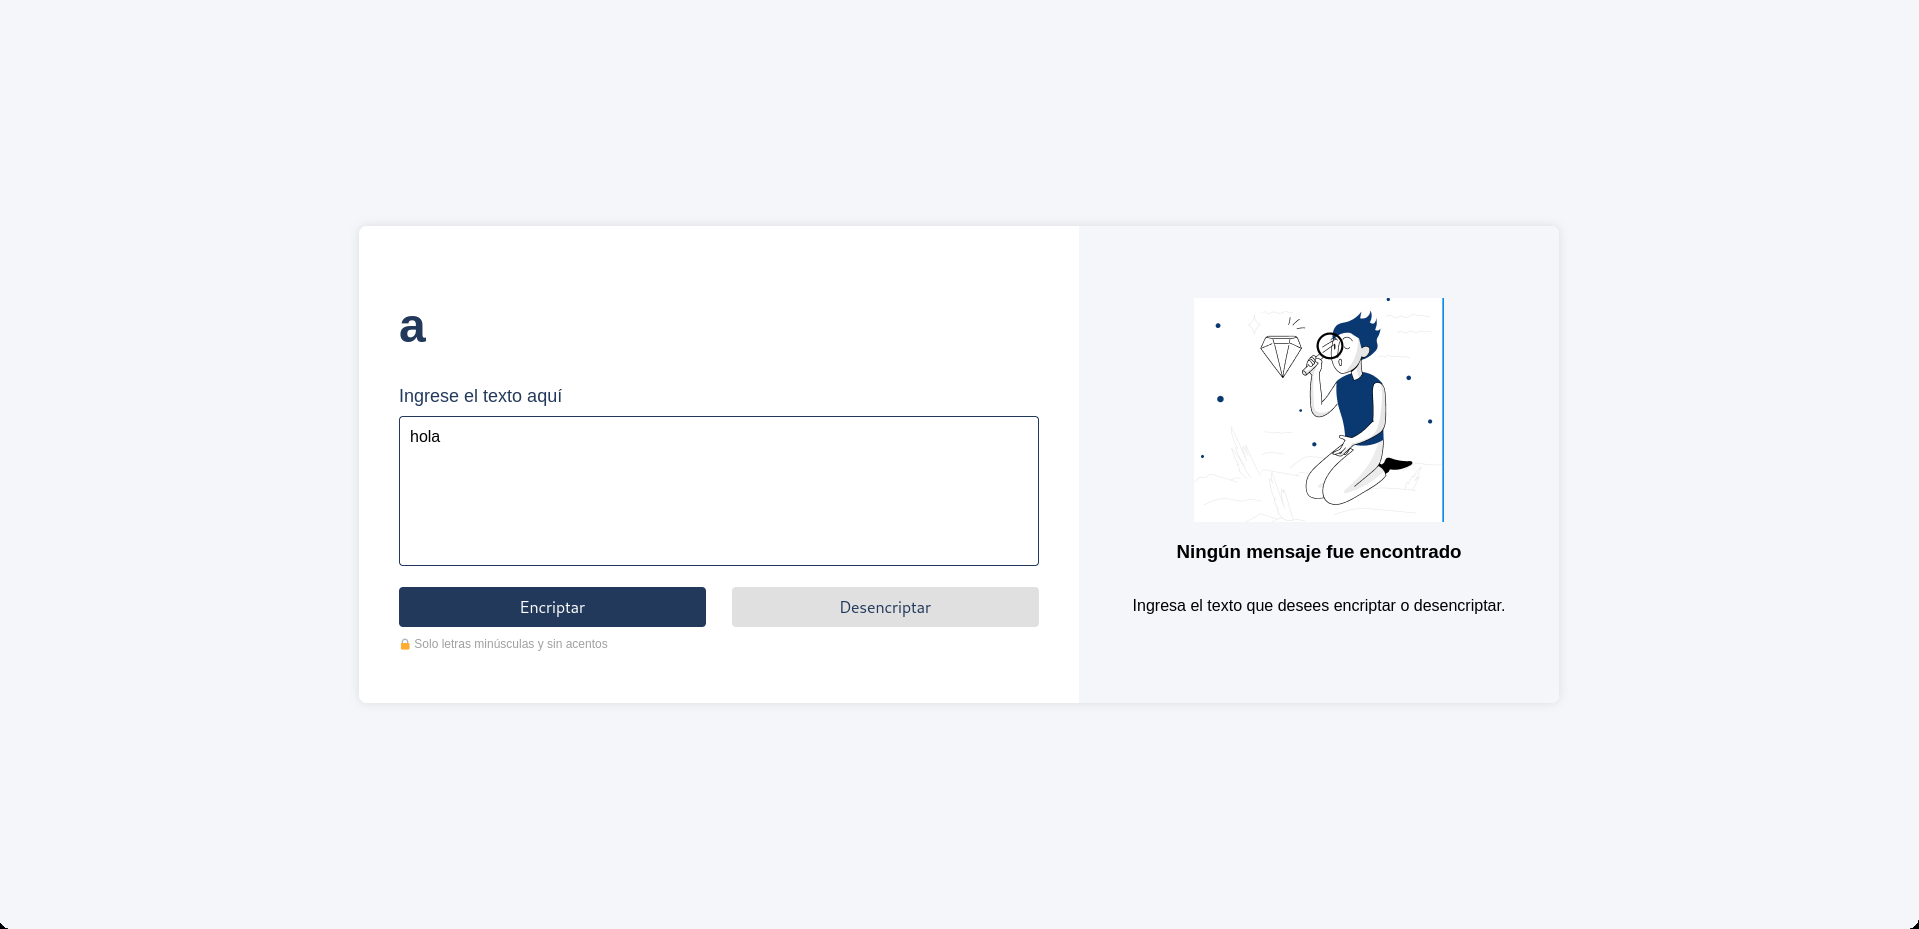 a
Ingrese el texto aquí
hola
Encriptar
Desencriptar
🔒 Solo letras minúsculas y sin acentos
Ningún mensaje fue encontrado
Ingresa el texto que desees encriptar o desencriptar.